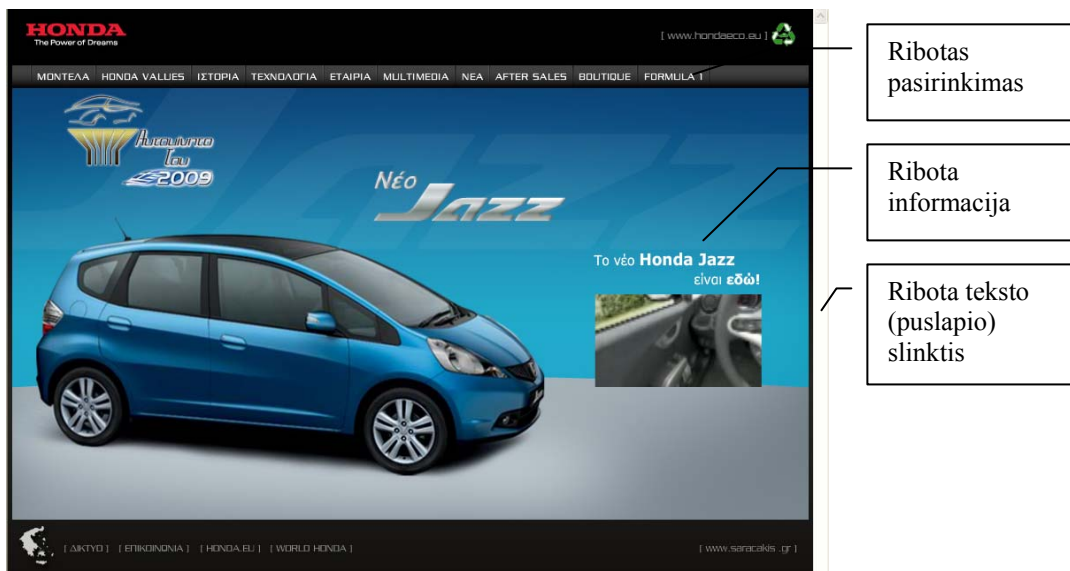 HONDA
The Power of Dreams
[ www.hondaeco.eu ]
ΜΟΝΤΕΛΑ HONDA VALUES ΙΣΤΟΡΙΑ ΤΕΧΝΟΛΟΓΙΑ ΕΤΑΙΡΙΑ MULTIMEDIA ΝΕΑ AFTER SALES BOUTIQUE FORMULA 1
Αυτοκίνητο
Του
2009
Νέο
Jazz
Το νέο Honda Jazz
είναι εδώ!
[ ΔΙΚΤΥΟ ] [ ΕΠΙΚΟΙΝΩΝΙΑ ] [ HONDA.EU ] [ WORLD HONDA ]
[ www.saracakis .gr ]
Ribotas
pasirinkimas
Ribota
informacija
Ribota teksto
(puslapio)
slinktis